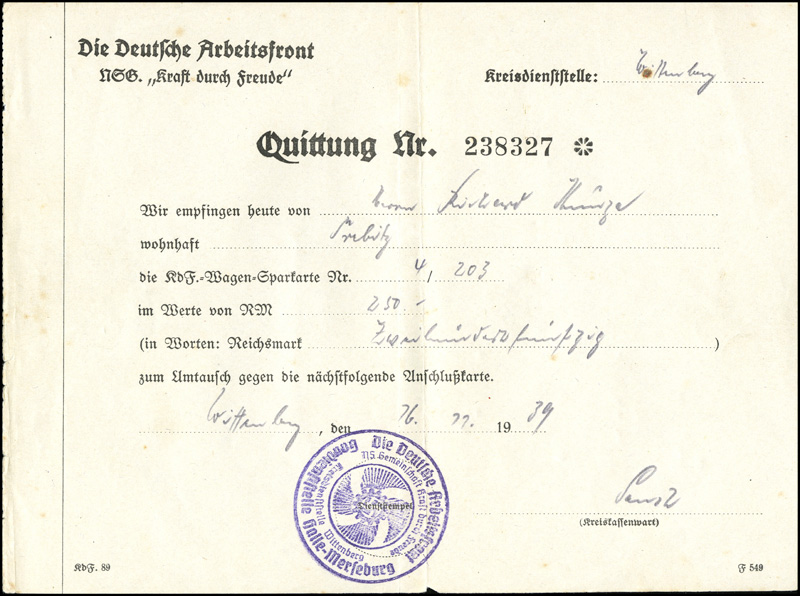 Die Deutsche Arbeitsfront
NSG. „Kraft durch Freude“
Kreisdienststelle: Wittenberg
Quittung Nr. 238327
Wir empfingen heute von Herrn Richard
wohnhaft
die KdF.-Wagen-Sparkarte Nr. 4/203
im Werte von RM 250.-
(in Worten: Reichsmark Zweihundertfünfzig)
zum Umtausch gegen die nächstfolgende Anschlußkarte.
Wittenberg, den 16. 11. 1939
Die Deutsche Arbeitsfront
Gaudienststelle Halle-Merseburg
NS. Gemeinschaft Kraft durch Freude
Kreisdienststelle Wittenberg
Dienststempel
(Kreiskassenwart)
KdF. 89
F 549